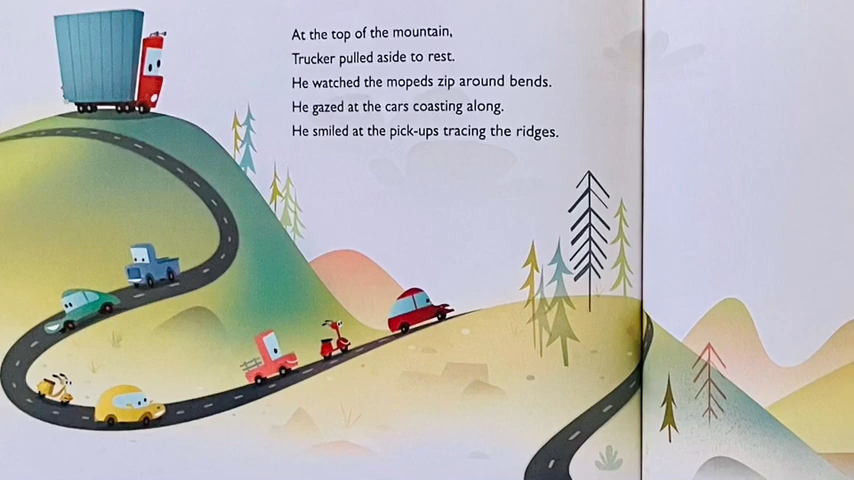 At the top of the mountain,
Trucker pulled aside to rest.
He watched the mopeds zip around bends.
He gazed at the cars coasting along.
He smiled at the pick-ups tracing the ridges.